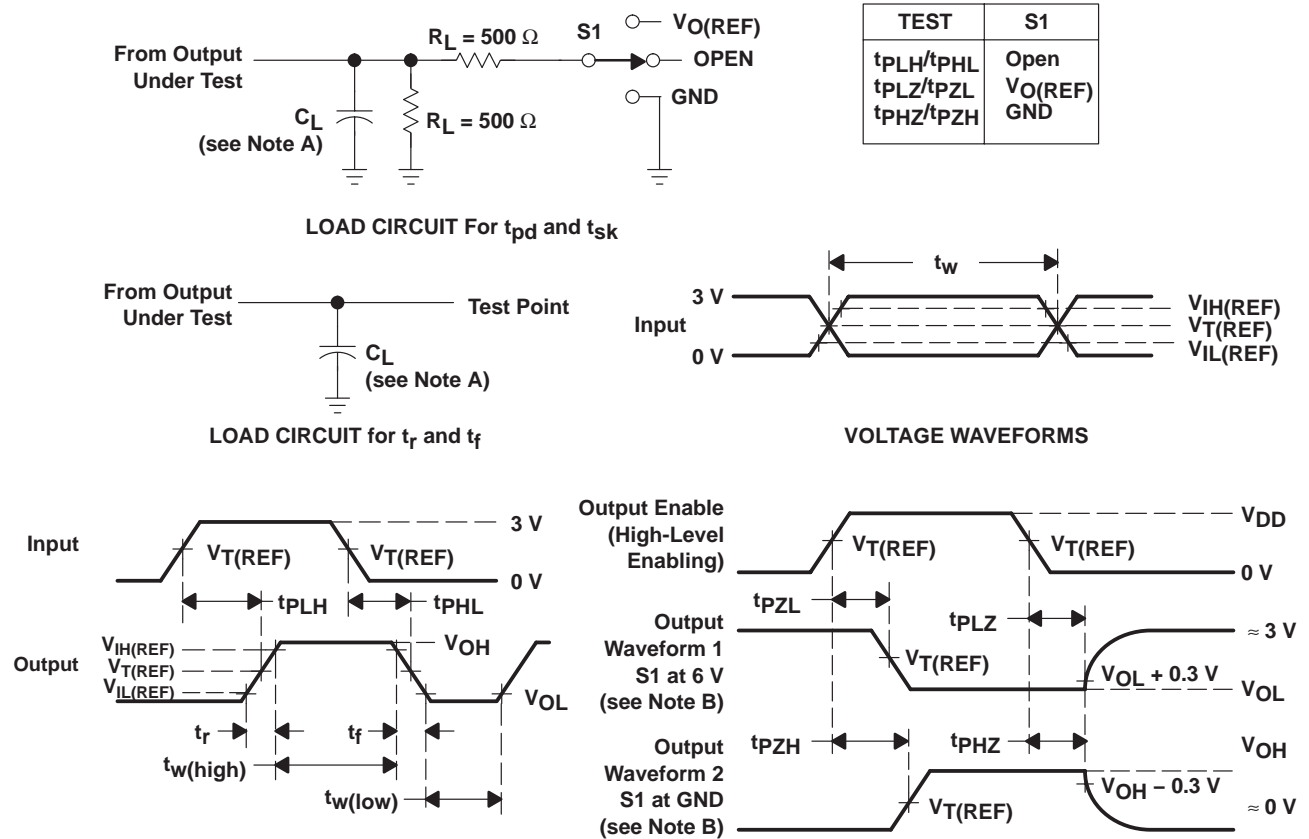 V_O(REF)
R_L = 500 Ω
S1
From Output
Under Test
OPEN
GND
C_L
(see Note A)
R_L = 500 Ω
LOAD CIRCUIT For t_pd and t_sk
TEST S1
t_PLH/t_PHL Open
t_PLZ/t_PZL V_O(REF)
t_PHZ/t_PZH GND
From Output
Under Test
Test Point
C_L
(see Note A)
LOAD CIRCUIT for t_r and t_f
t_w
3 V
Input
0 V
V_IH(REF)
V_T(REF)
V_IL(REF)
VOLTAGE WAVEFORMS
Input
3 V
V_T(REF)
V_T(REF)
0 V
t_PLH
t_PHL
Output
V_IH(REF)
V_T(REF)
V_IL(REF)
V_OH
V_OL
t_r
t_f
t_w(high)
t_w(low)
Output Enable
(High-Level
Enabling)
V_DD
V_T(REF)
V_T(REF)
0 V
t_PZL
t_PLZ
Output
Waveform 1
S1 at 6 V
(see Note B)
≈ 3 V
V_T(REF)
V_OL + 0.3 V
V_OL
t_PZH
t_PHZ
Output
Waveform 2
S1 at GND
(see Note B)
V_OH
V_OH − 0.3 V
V_T(REF)
≈ 0 V